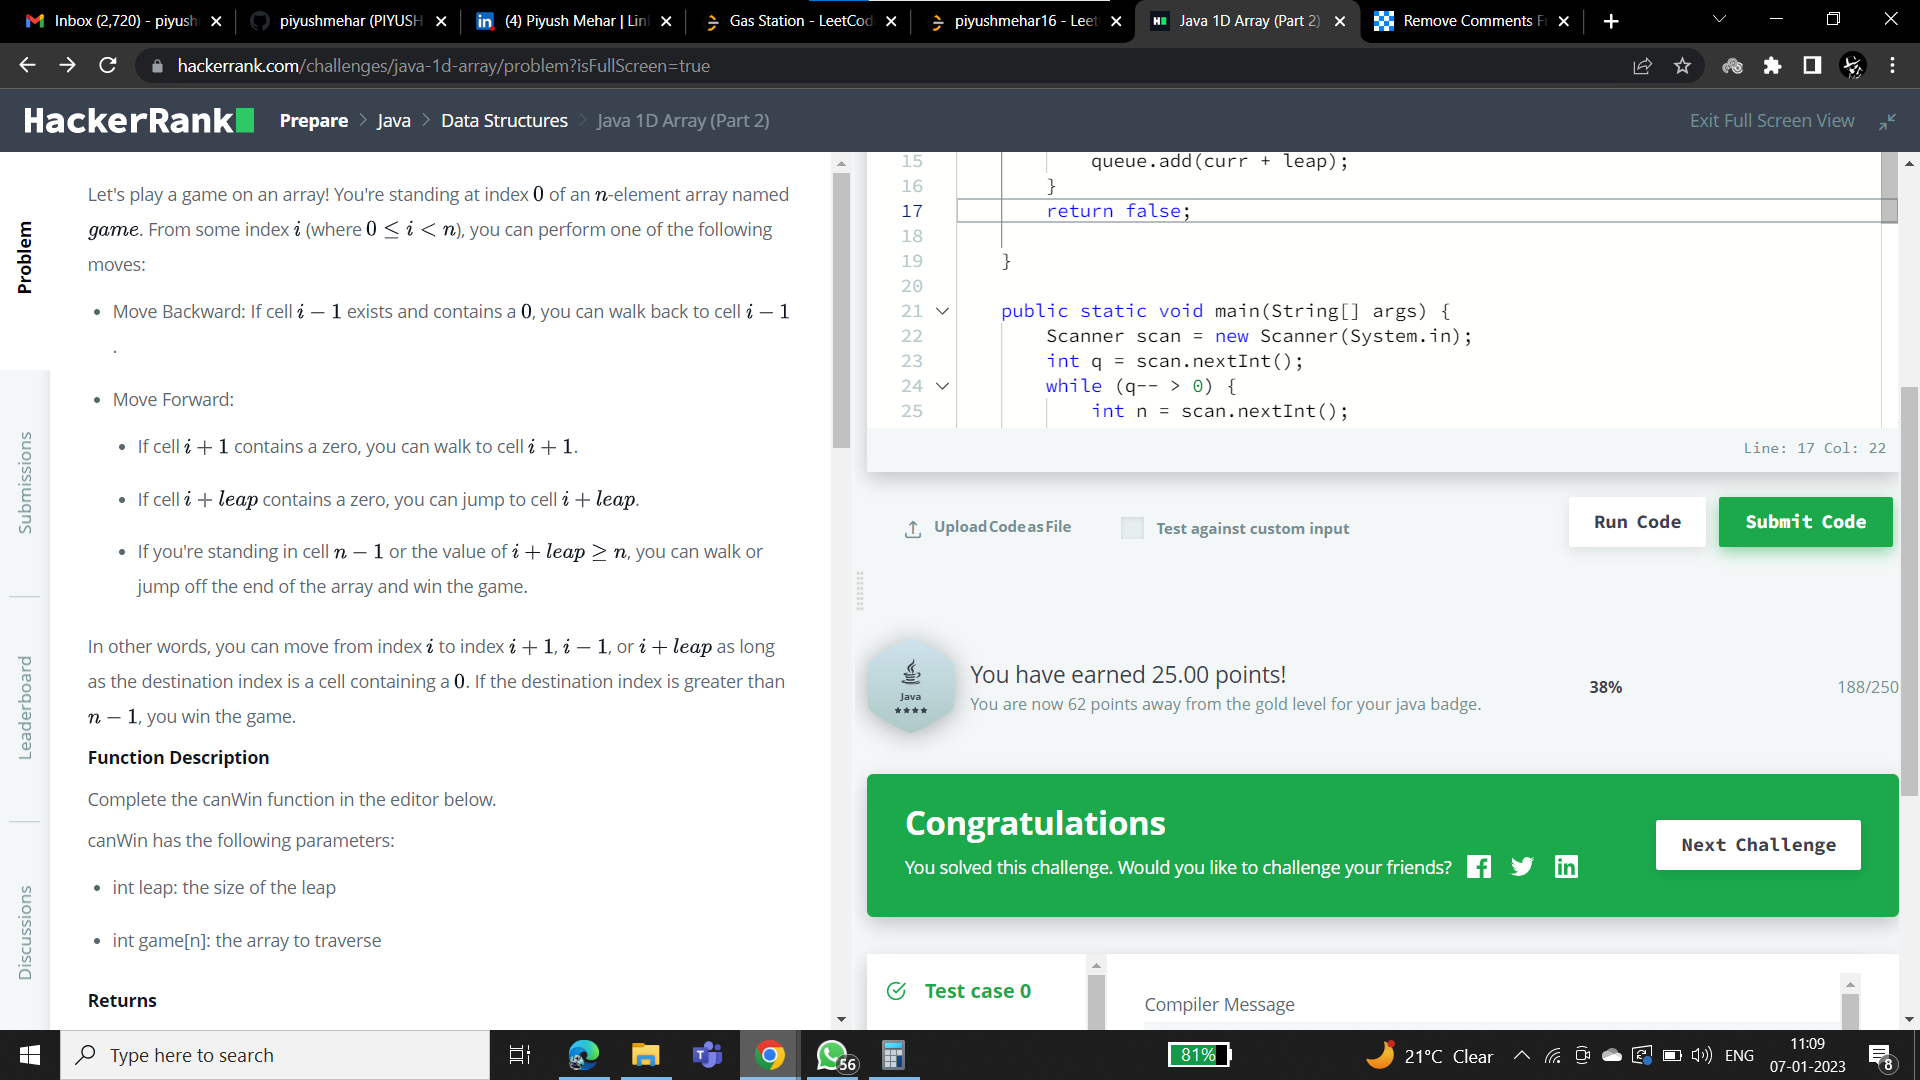 Inbox (2,720) - piyush
piyushmehar (PIYUSH
in (4) Piyush Mehar | Lin
Gas Station - LeetCod
piyushmehar16 - Leet
H Java 1D Array (Part 2)
Remove Comments F
hackerrank.com/challenges/java-1d-array/problem?isFullScreen=true
HackerRank
Prepare > Java > Data Structures > Java 1D Array (Part 2)
Exit Full Screen View
Problem
Submissions
Leaderboard
Discussions
Let's play a game on an array! You're standing at index 0 of an n-element array named
game. From some index i (where 0 ≤ i < n), you can perform one of the following
moves:
• Move Backward: If cell i − 1 exists and contains a 0, you can walk back to cell i − 1
.
• Move Forward:
• If cell i + 1 contains a zero, you can walk to cell i + 1.
• If cell i + leap contains a zero, you can jump to cell i + leap.
• If you're standing in cell n − 1 or the value of i + leap ≥ n, you can walk or
jump off the end of the array and win the game.
In other words, you can move from index i to index i + 1, i − 1, or i + leap as long
as the destination index is a cell containing a 0. If the destination index is greater than
n − 1, you win the game.
Function Description
Complete the canWin function in the editor below.
canWin has the following parameters:
• int leap: the size of the leap
• int game[n]: the array to traverse
Returns
15 queue.add(curr + leap);
16 }
17 return false;
18
19 }
20
21 public static void main(String[] args) {
22 Scanner scan = new Scanner(System.in);
23 int q = scan.nextInt();
24 while (q-- > 0) {
25 int n = scan.nextInt();
Line: 17 Col: 22
Upload Code as File
Test against custom input
Run Code
Submit Code
Java
You have earned 25.00 points!
You are now 62 points away from the gold level for your java badge.
38%
188/250
Congratulations
You solved this challenge. Would you like to challenge your friends?
Next Challenge
Test case 0
Compiler Message
Type here to search
56
81%
21°C Clear
ENG
11:09
07-01-2023
8